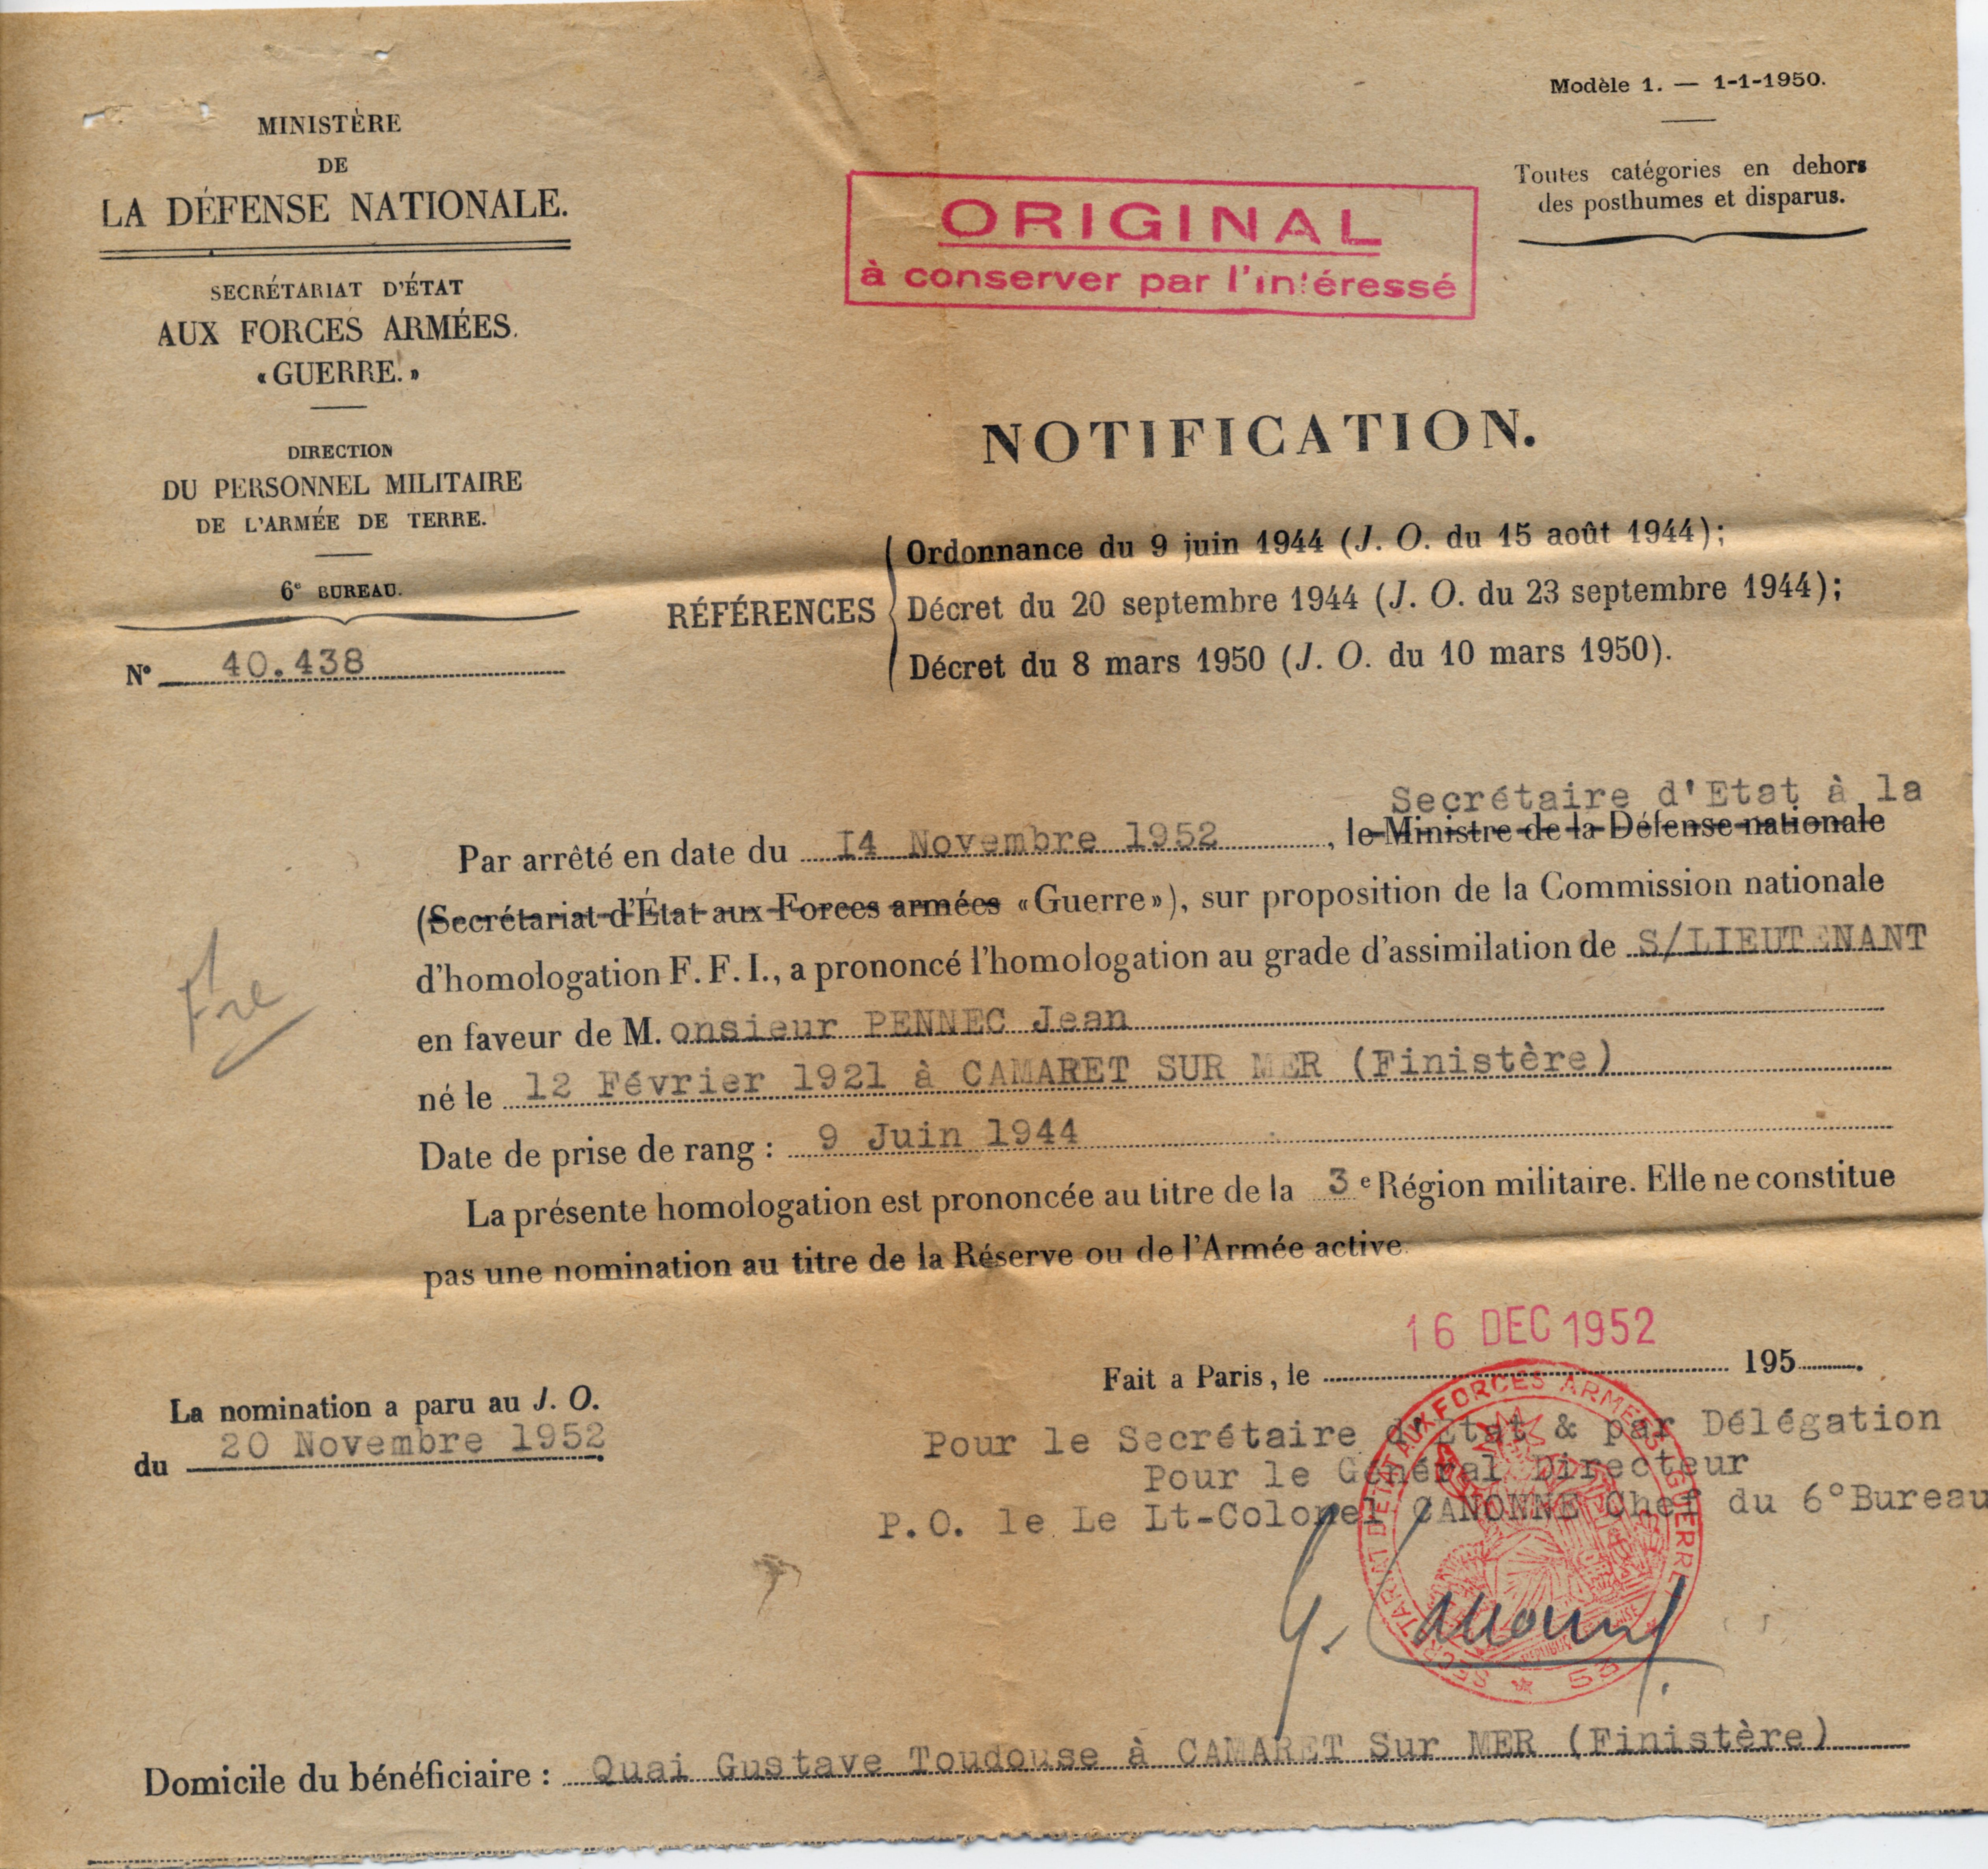 MINISTÈRE
DE
LA DÉFENSE NATIONALE.
SECRÉTARIAT D'ÉTAT
AUX FORCES ARMÉES.
« GUERRE. »
DIRECTION
DU PERSONNEL MILITAIRE
DE L'ARMÉE DE TERRE.
6e BUREAU.
N° 40.438
ORIGINAL
à conserver par l'intéressé
Modèle 1. — 1-1-1950.
Toutes catégories en dehors
des posthumes et disparus.
NOTIFICATION.
RÉFÉRENCES
Ordonnance du 9 juin 1944 (J. O. du 15 août 1944);
Décret du 20 septembre 1944 (J. O. du 23 septembre 1944);
Décret du 8 mars 1950 (J. O. du 10 mars 1950).
Secrétaire d'Etat à la
Par arrêté en date du I4 Novembre 1952, le Ministre de la Défense nationale
(Secrétariat d'État aux Forces armées « Guerre »), sur proposition de la Commission nationale
d'homologation F. F. I., a prononcé l'homologation au grade d'assimilation de S/LIEUTENANT
en faveur de M. onsieur PENNEC Jean
né le 12 Février 1921 à CAMARET SUR MER (Finistère)
Date de prise de rang : 9 Juin 1944
La présente homologation est prononcée au titre de la 3e Région militaire. Elle ne constitue
pas une nomination au titre de la Réserve ou de l'Armée active.
16 DEC 1952
Fait a Paris, le 195 .
La nomination a paru au J. O.
du 20 Novembre 1952.
Pour le Secrétaire d'Etat & par Délégation
Pour le Général Directeur
P.O. le Le Lt-Colonel CANONNE Chef du 6°Bureau
SECRÉTARIAT D'ÉTAT AUX FORCES ARMÉES GUERRE
53
G. Canonne
Domicile du bénéficiaire : Quai Gustave Toudouse à CAMARET Sur MER (Finistère)